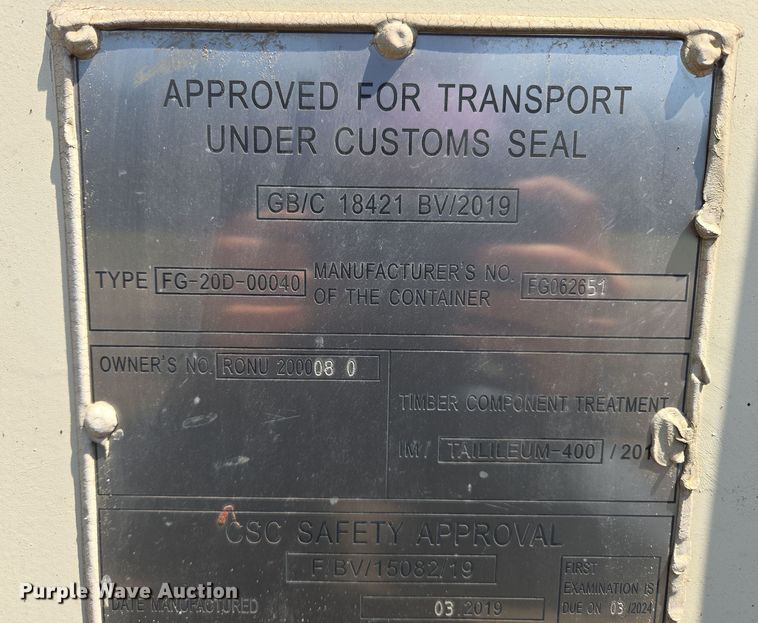 APPROVED FOR TRANSPORT
UNDER CUSTOMS SEAL
GB/C 18421 BV/2019
TYPE FG-20D-00040 MANUFACTURER'S NO. OF THE CONTAINER FG062651
OWNER'S NO. RONU 200008 0
TIMBER COMPONENT TREATMENT
IM / TAILILEUM-400 / 201
CSC SAFETY APPROVAL
F/BV/15082/19
DATE MANUFACTURED 03 2019
FIRST
EXAMINATION IS
DUE ON 03 /2024
Purple Wave Auction